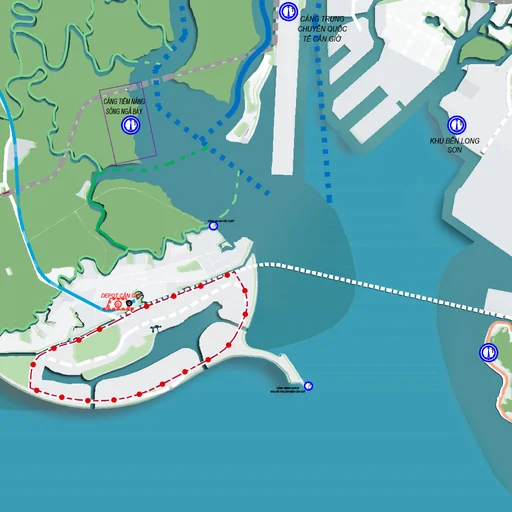 CẢNG TRUNG
CHUYỂN QUỐC
TẾ CẦN GIỜ
CẢNG TIỀM NĂNG
SÔNG NGÃ BẢY
KHU BẾN LONG
SƠN
DEPOT CẦN